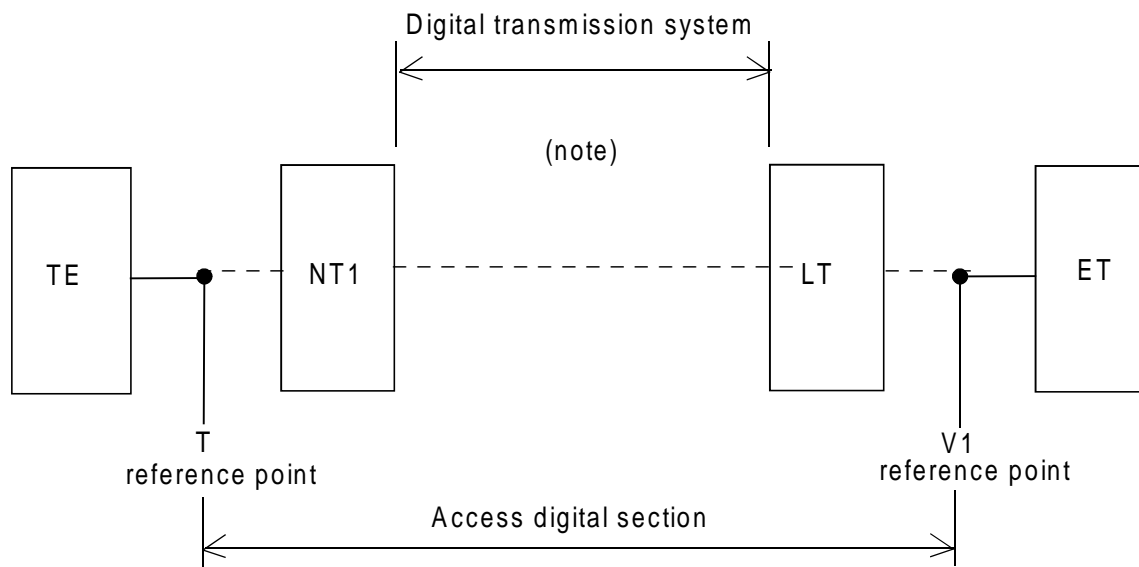 Digital transmission system
(note)
TE
NT1
LT
ET
T
reference point
V1
reference point
Access digital section